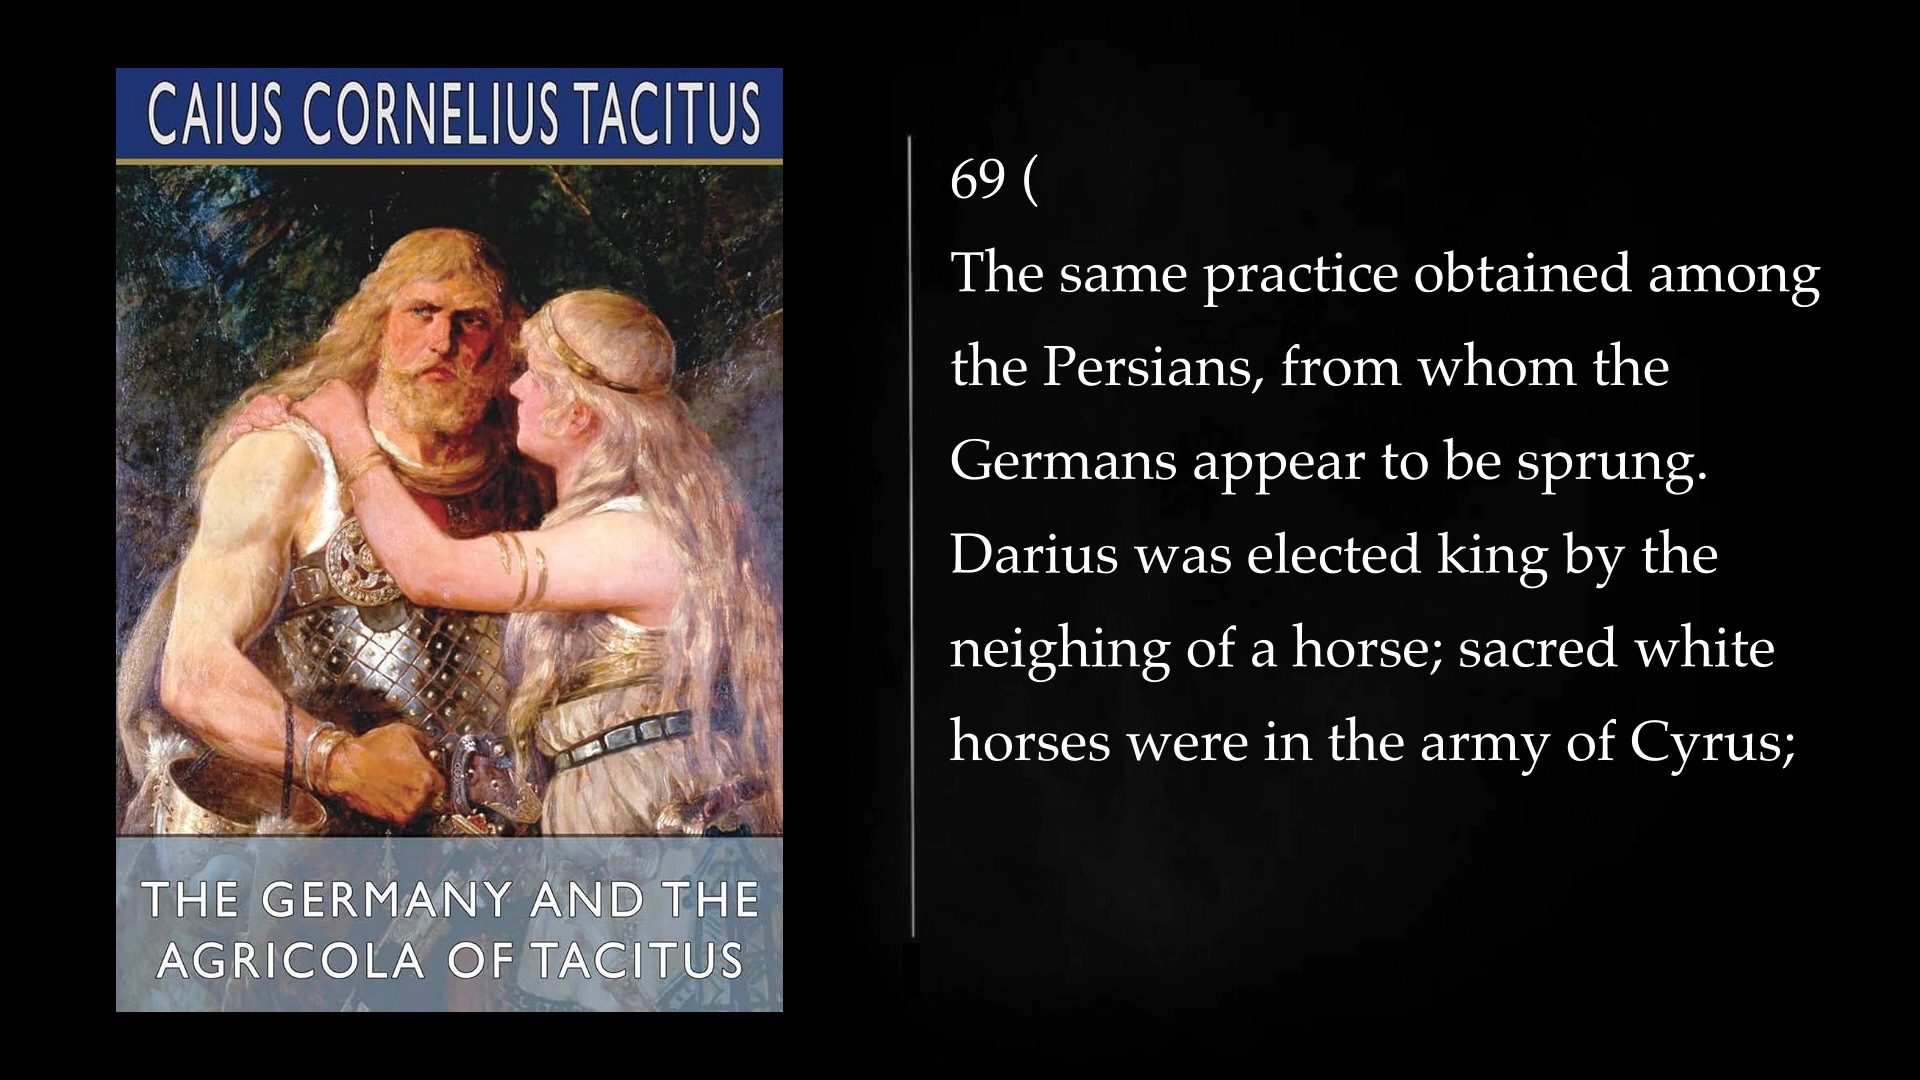 CAIUS CORNELIUS TACITUS
THE GERMANY AND THE
AGRICOLA OF TACITUS
69 (
The same practice obtained among
the Persians, from whom the
Germans appear to be sprung.
Darius was elected king by the
neighing of a horse; sacred white
horses were in the army of Cyrus;